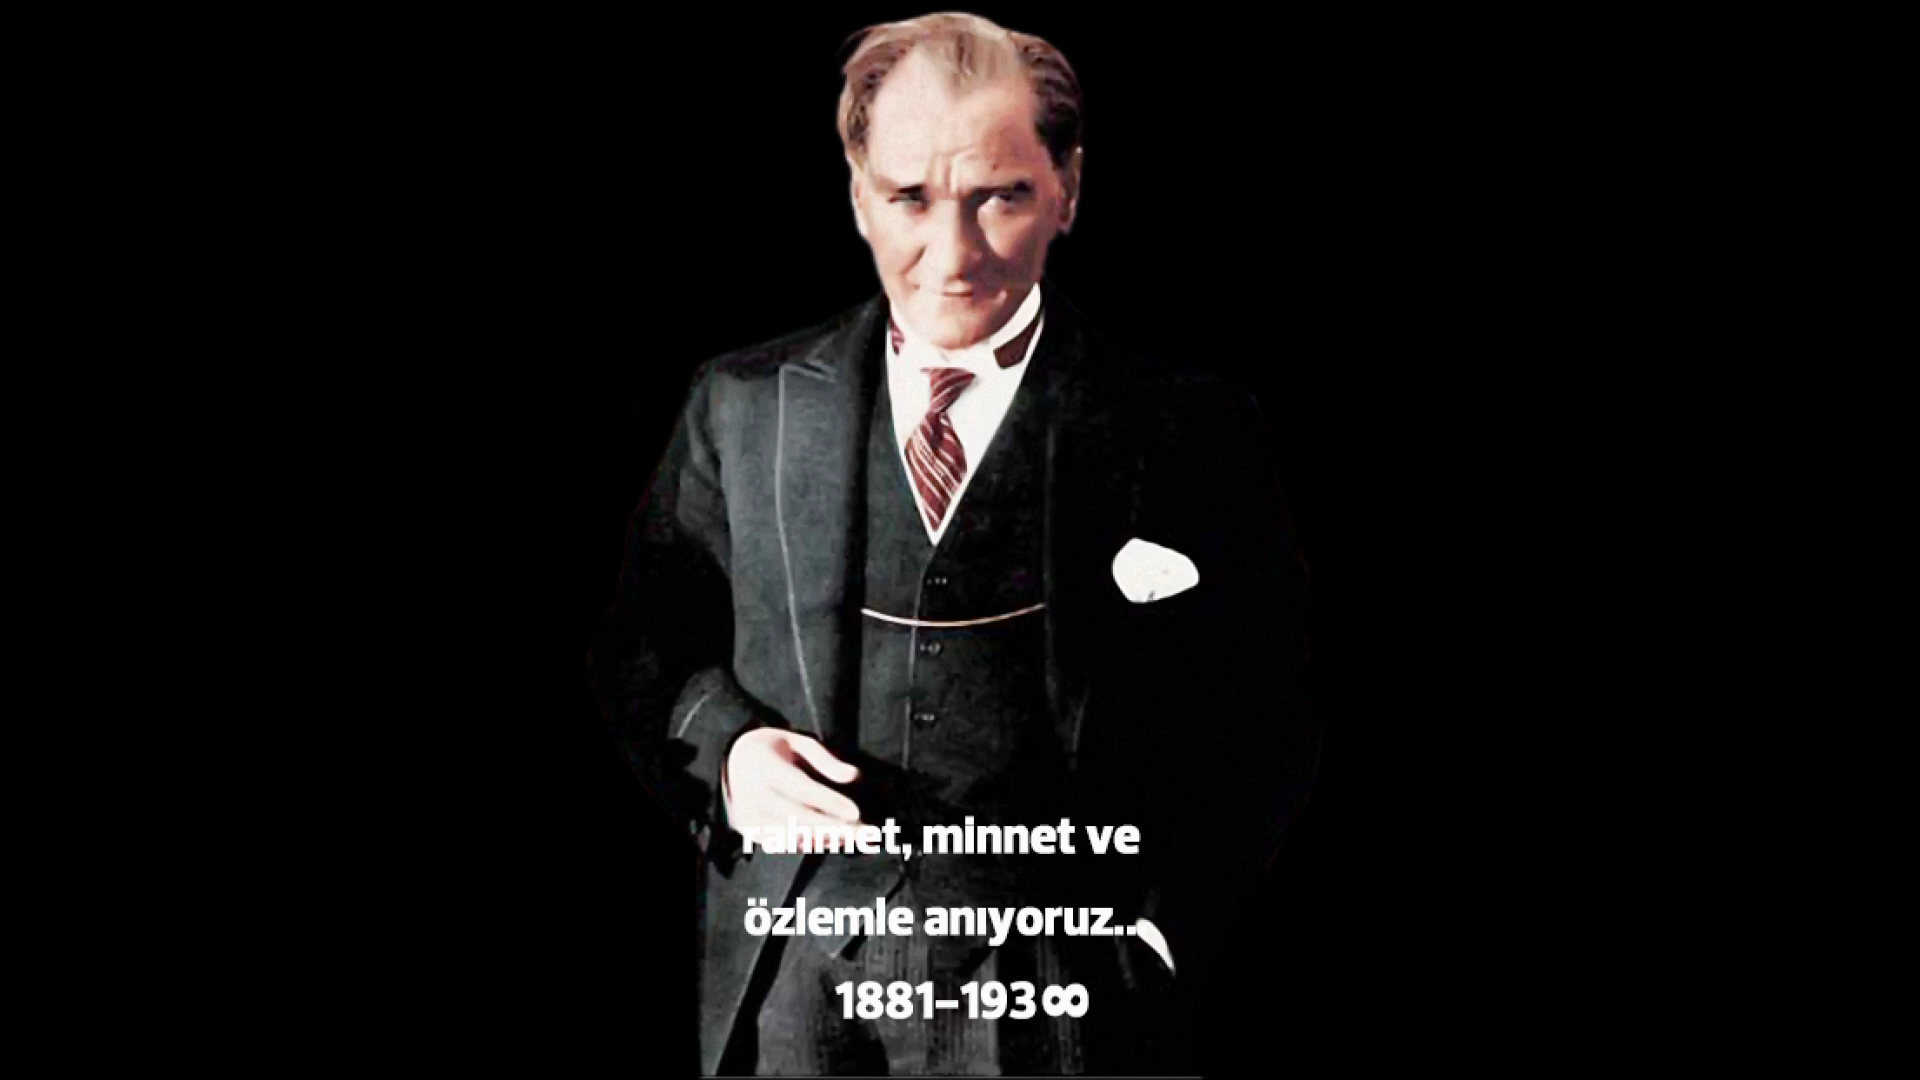 rahmet, minnet ve
özlemle anıyoruz..
1881–193∞